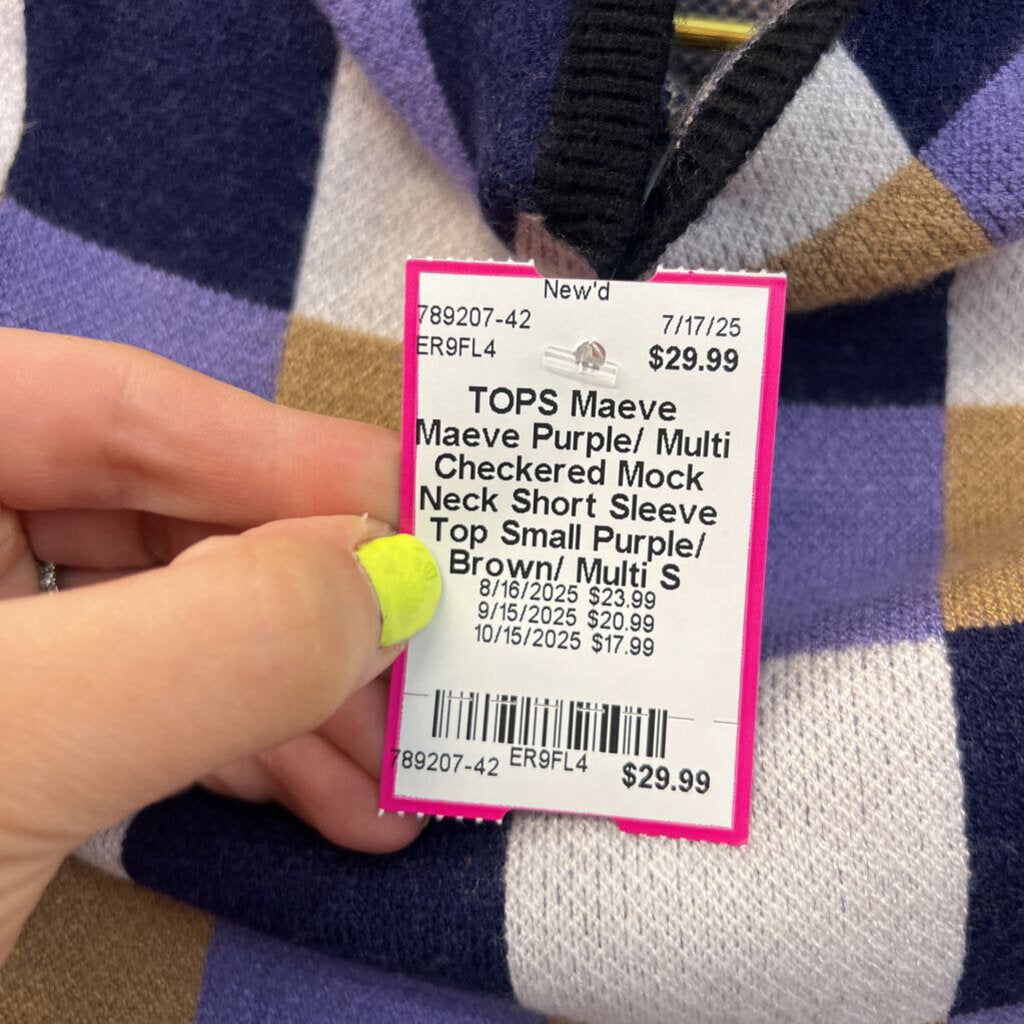 New'd
789207-42 7/17/25
ER9FL4 $29.99
TOPS Maeve
Maeve Purple/ Multi
Checkered Mock
Neck Short Sleeve
Top Small Purple/
Brown/ Multi S
8/16/2025 $23.99
9/15/2025 $20.99
10/15/2025 $17.99
789207-42 ER9FL4 $29.99